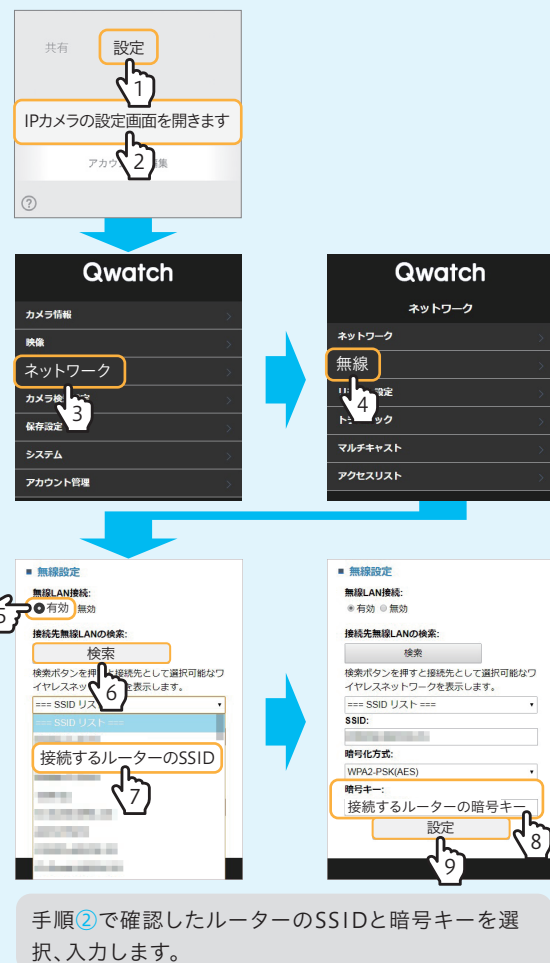 共有
設定
1
IPカメラの設定画面を開きます
2
?
Qwatch
カメラ情報
映像
ネットワーク
3
保存設定
システム
アカウント管理
Qwatch
ネットワーク
ネットワーク
無線
4
マルチキャスト
アクセスリスト
■ 無線設定
無線LAN接続:
有効 無効
5
接続先無線LANの検索:
検索
6
=== SSID リスト ===
接続するルーターのSSID
7
■ 無線設定
無線LAN接続:
有効 無効
接続先無線LANの検索:
検索
検索ボタンを押すと接続先として選択可能なワ
イヤレスネットワークを表示します。
=== SSID リスト ===
SSID:
暗号化方式:
WPA2-PSK(AES)
暗号キー:
接続するルーターの暗号キー
8
設定
9
手順②で確認したルーターのSSIDと暗号キーを選
択、入力します。